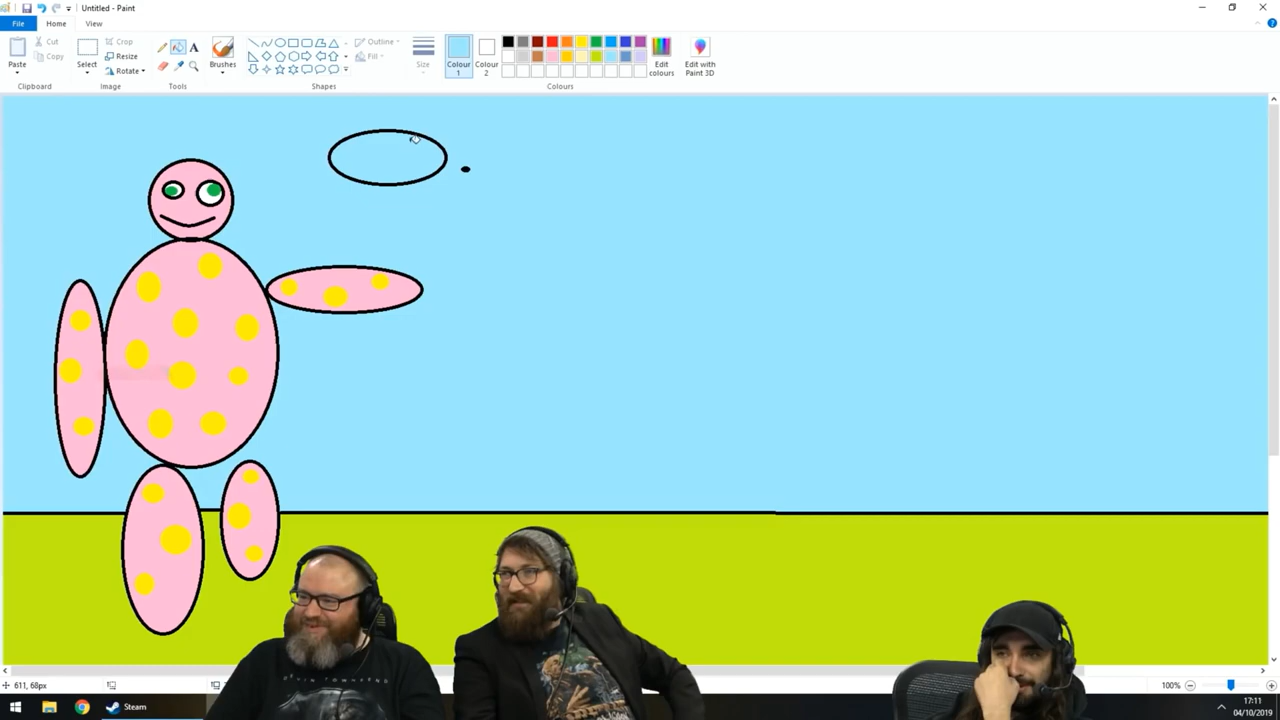 Untitled - Paint
File Home View
Paste
Cut
Copy
Clipboard
Select
Crop
Resize
Rotate
Image
A
Tools
Brushes
Outline
Fill
Shapes
Size
Colour 1
Colour 2
Edit colours
Edit with Paint 3D
Colours
DEVIN TOWNSEND
611, 68px
100%
Steam
17:11
04/10/2019